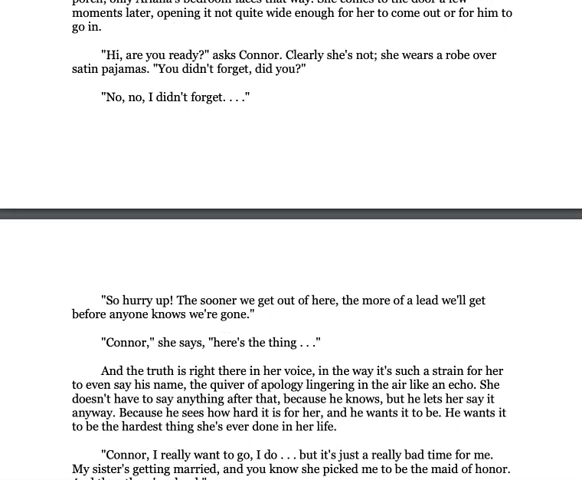 moments later, opening it not quite wide enough for her to come out or for him to
go in.
"Hi, are you ready?" asks Connor. Clearly she's not; she wears a robe over
satin pajamas. "You didn't forget, did you?"
"No, no, I didn't forget. . . ."
"So hurry up! The sooner we get out of here, the more of a lead we'll get
before anyone knows we're gone."
"Connor," she says, "here's the thing . . ."
And the truth is right there in her voice, in the way it's such a strain for her
to even say his name, the quiver of apology lingering in the air like an echo. She
doesn't have to say anything after that, because he knows, but he lets her say it
anyway. Because he sees how hard it is for her, and he wants it to be. He wants it
to be the hardest thing she's ever done in her life.
"Connor, I really want to go, I do . . . but it's just a really bad time for me.
My sister's getting married, and you know she picked me to be the maid of honor.